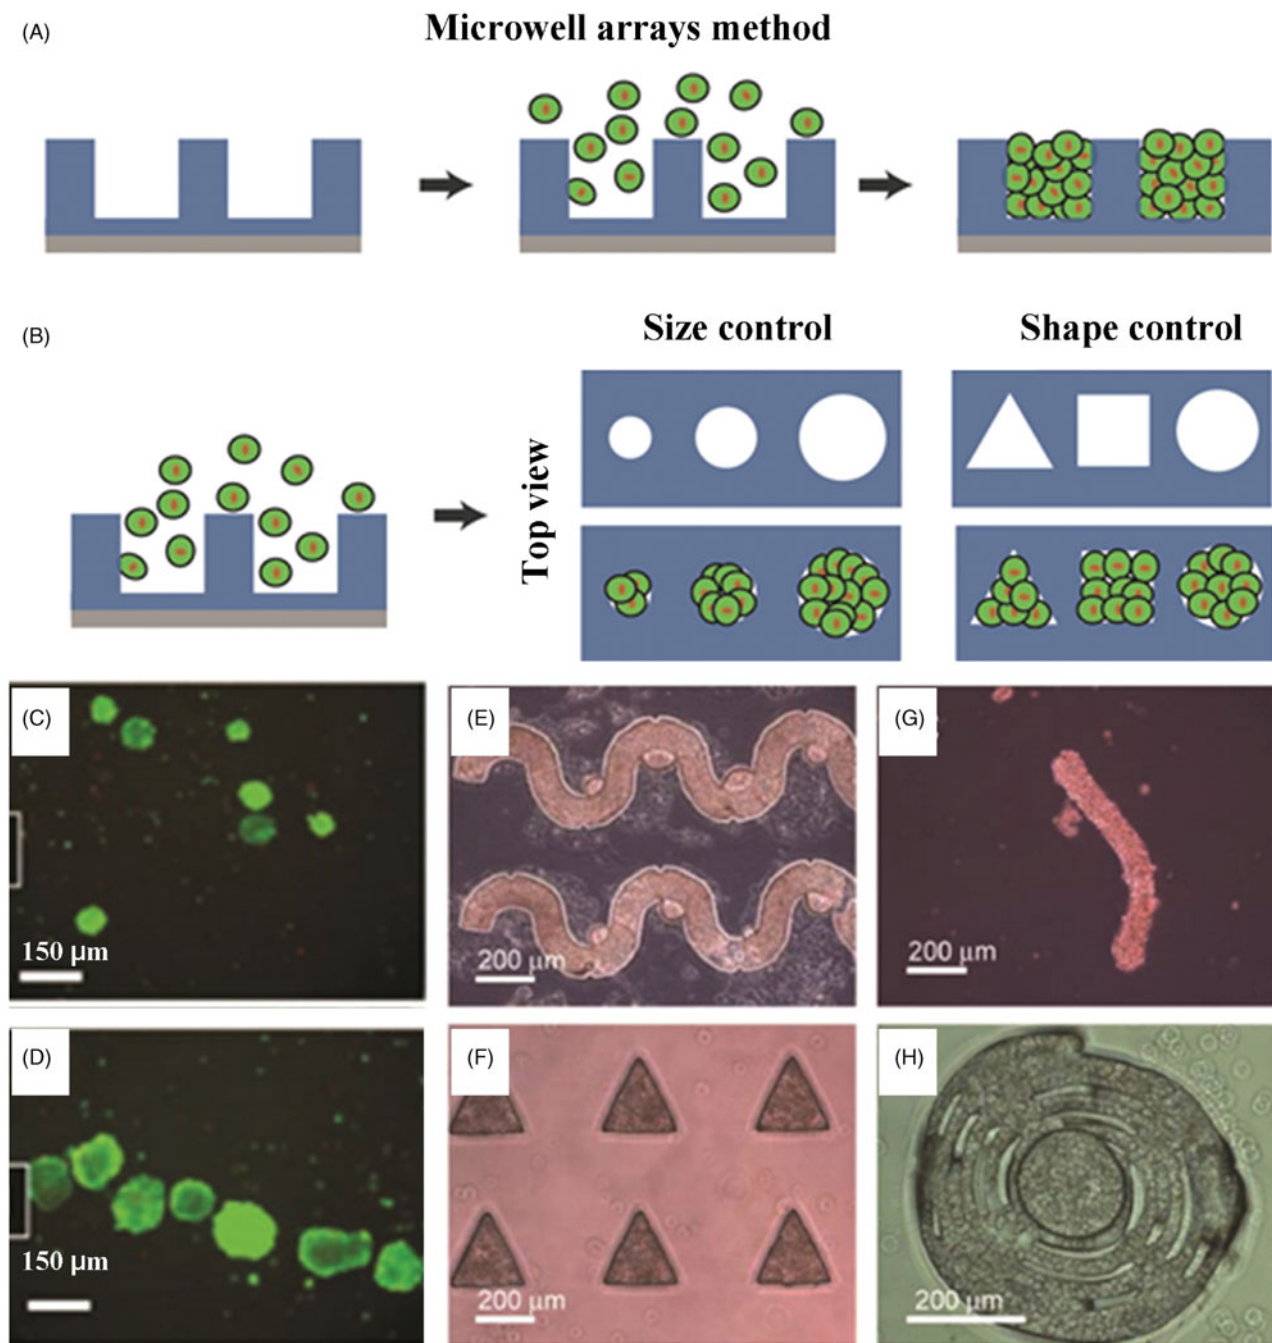 (A)
Microwell arrays method
(B)
Size control
Shape control
Top view
(C)
150 μm
(E)
200 μm
(G)
200 μm
(D)
150 μm
(F)
200 μm
(H)
200 μm